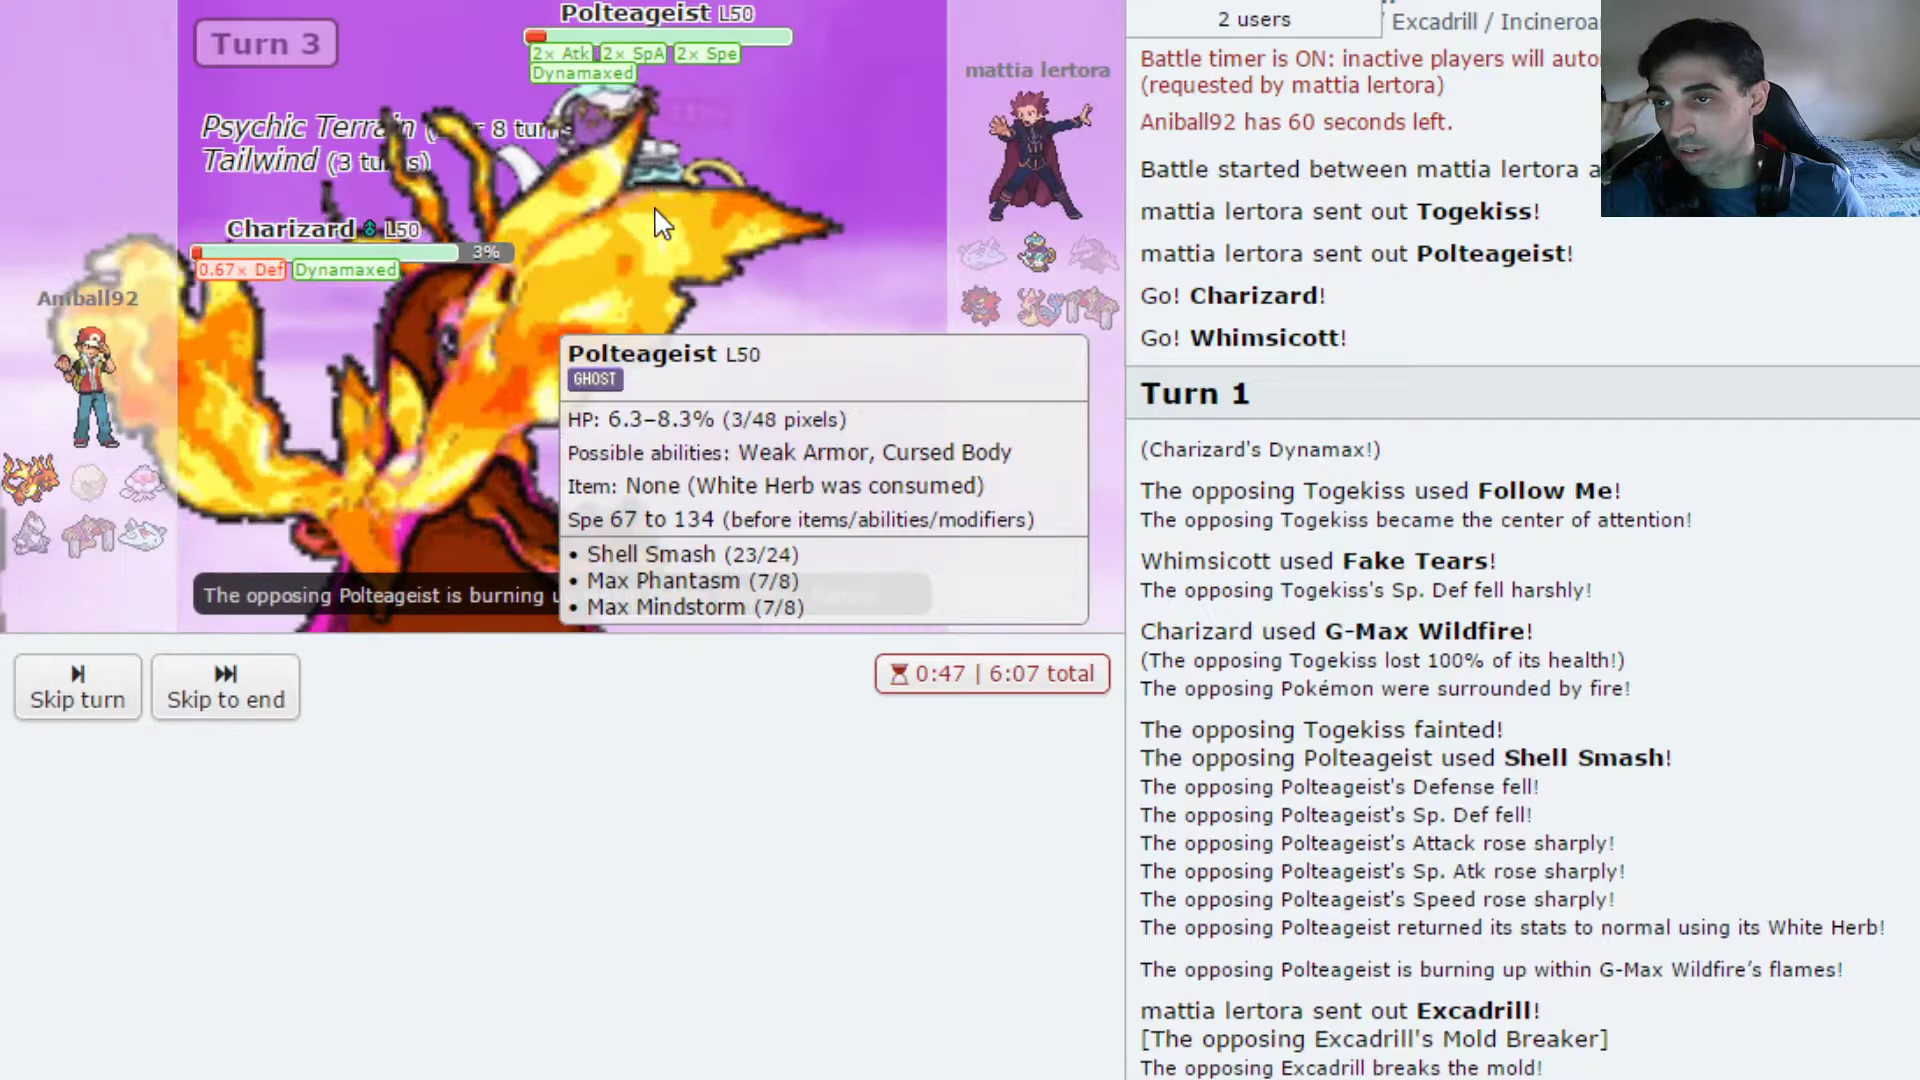 Turn 3
Polteageist L50
2× Atk 2× SpA 2× Spe
Dynamaxed
mattia lertora
Psychic Terrain 8 turns
Tailwind (3 turns)
Charizard L50
3%
0.67× Def Dynamaxed
Aniball92
Polteageist L50
GHOST
HP: 6.3–8.3% (3/48 pixels)
Possible abilities: Weak Armor, Cursed Body
Item: None (White Herb was consumed)
Spe 67 to 134 (before items/abilities/modifiers)
• Shell Smash (23/24)
• Max Phantasm (7/8)
• Max Mindstorm (7/8)
The opposing Polteageist is burning
Skip turn
Skip to end
0:47 | 6:07 total
2 users
/ Excadrill / Incineroa
Battle timer is ON: inactive players will auto
(requested by mattia lertora)
Aniball92 has 60 seconds left.
Battle started between mattia lertora a
mattia lertora sent out Togekiss!
mattia lertora sent out Polteageist!
Go! Charizard!
Go! Whimsicott!
Turn 1
(Charizard's Dynamax!)
The opposing Togekiss used Follow Me!
The opposing Togekiss became the center of attention!
Whimsicott used Fake Tears!
The opposing Togekiss's Sp. Def fell harshly!
Charizard used G-Max Wildfire!
(The opposing Togekiss lost 100% of its health!)
The opposing Pokémon were surrounded by fire!
The opposing Togekiss fainted!
The opposing Polteageist used Shell Smash!
The opposing Polteageist's Defense fell!
The opposing Polteageist's Sp. Def fell!
The opposing Polteageist's Attack rose sharply!
The opposing Polteageist's Sp. Atk rose sharply!
The opposing Polteageist's Speed rose sharply!
The opposing Polteageist returned its stats to normal using its White Herb!
The opposing Polteageist is burning up within G-Max Wildfire’s flames!
mattia lertora sent out Excadrill!
[The opposing Excadrill's Mold Breaker]
The opposing Excadrill breaks the mold!